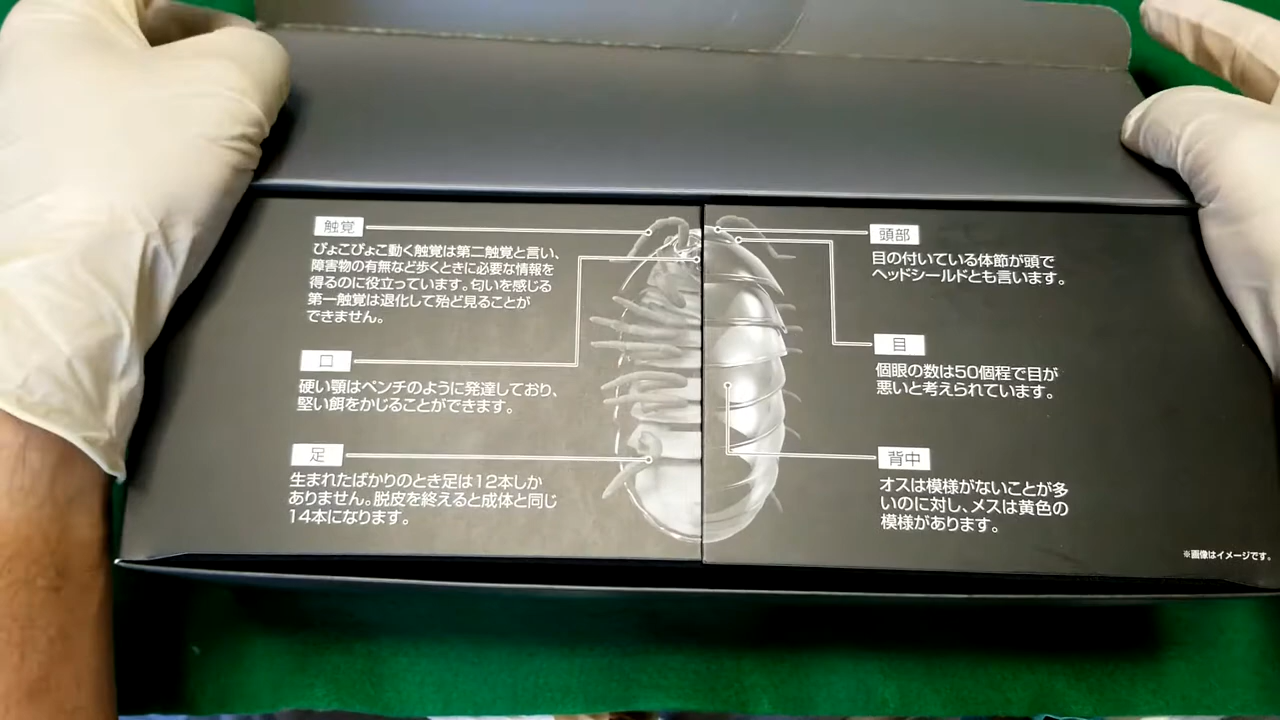 触覚
ぴょこぴょこ動く触覚は第二触覚と言い、
障害物の有無など歩くときに必要な情報を
得るのに役立っています。匂いを感じる
第一触覚は退化して殆ど見ることが
できません。
口
硬い顎はペンチのように発達しており、
堅い餌をかじることができます。
足
生まれたばかりのとき足は12本しか
ありません。脱皮を終えると成体と同じ
14本になります。
頭部
目の付いている体節が頭で
ヘッドシールドとも言います。
目
個眼の数は50個程で目が
悪いと考えられています。
背中
オスは模様がないことが多
いのに対し、メスは黄色の
模様があります。
※画像はイメージです。